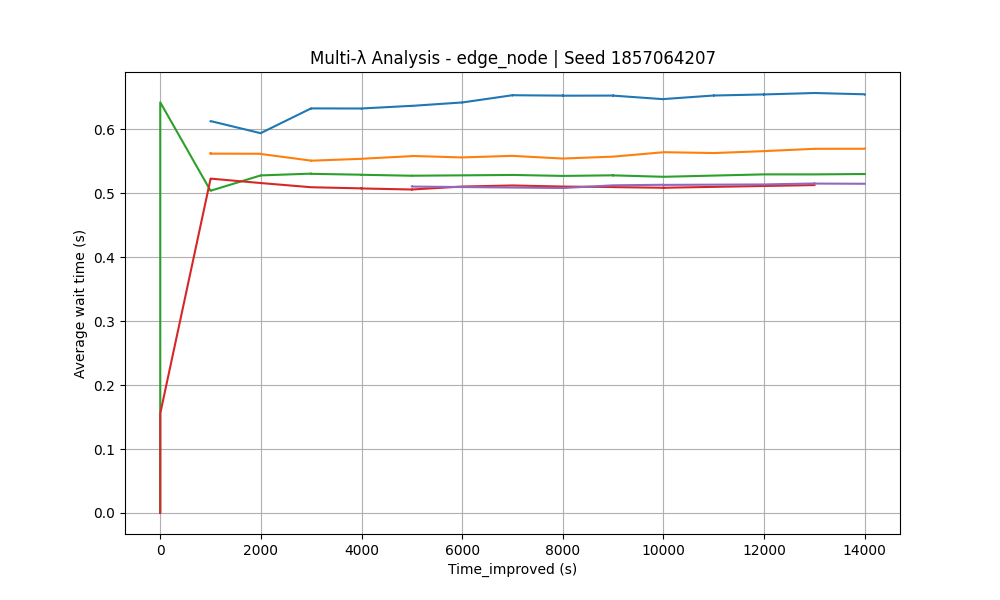 Multi-λ Analysis - edge_node | Seed 1857064207
Average wait time (s)
0.6
0.5
0.4
0.3
0.2
0.1
0.0
0 2000 4000 6000 8000 10000 12000 14000
Time_improved (s)